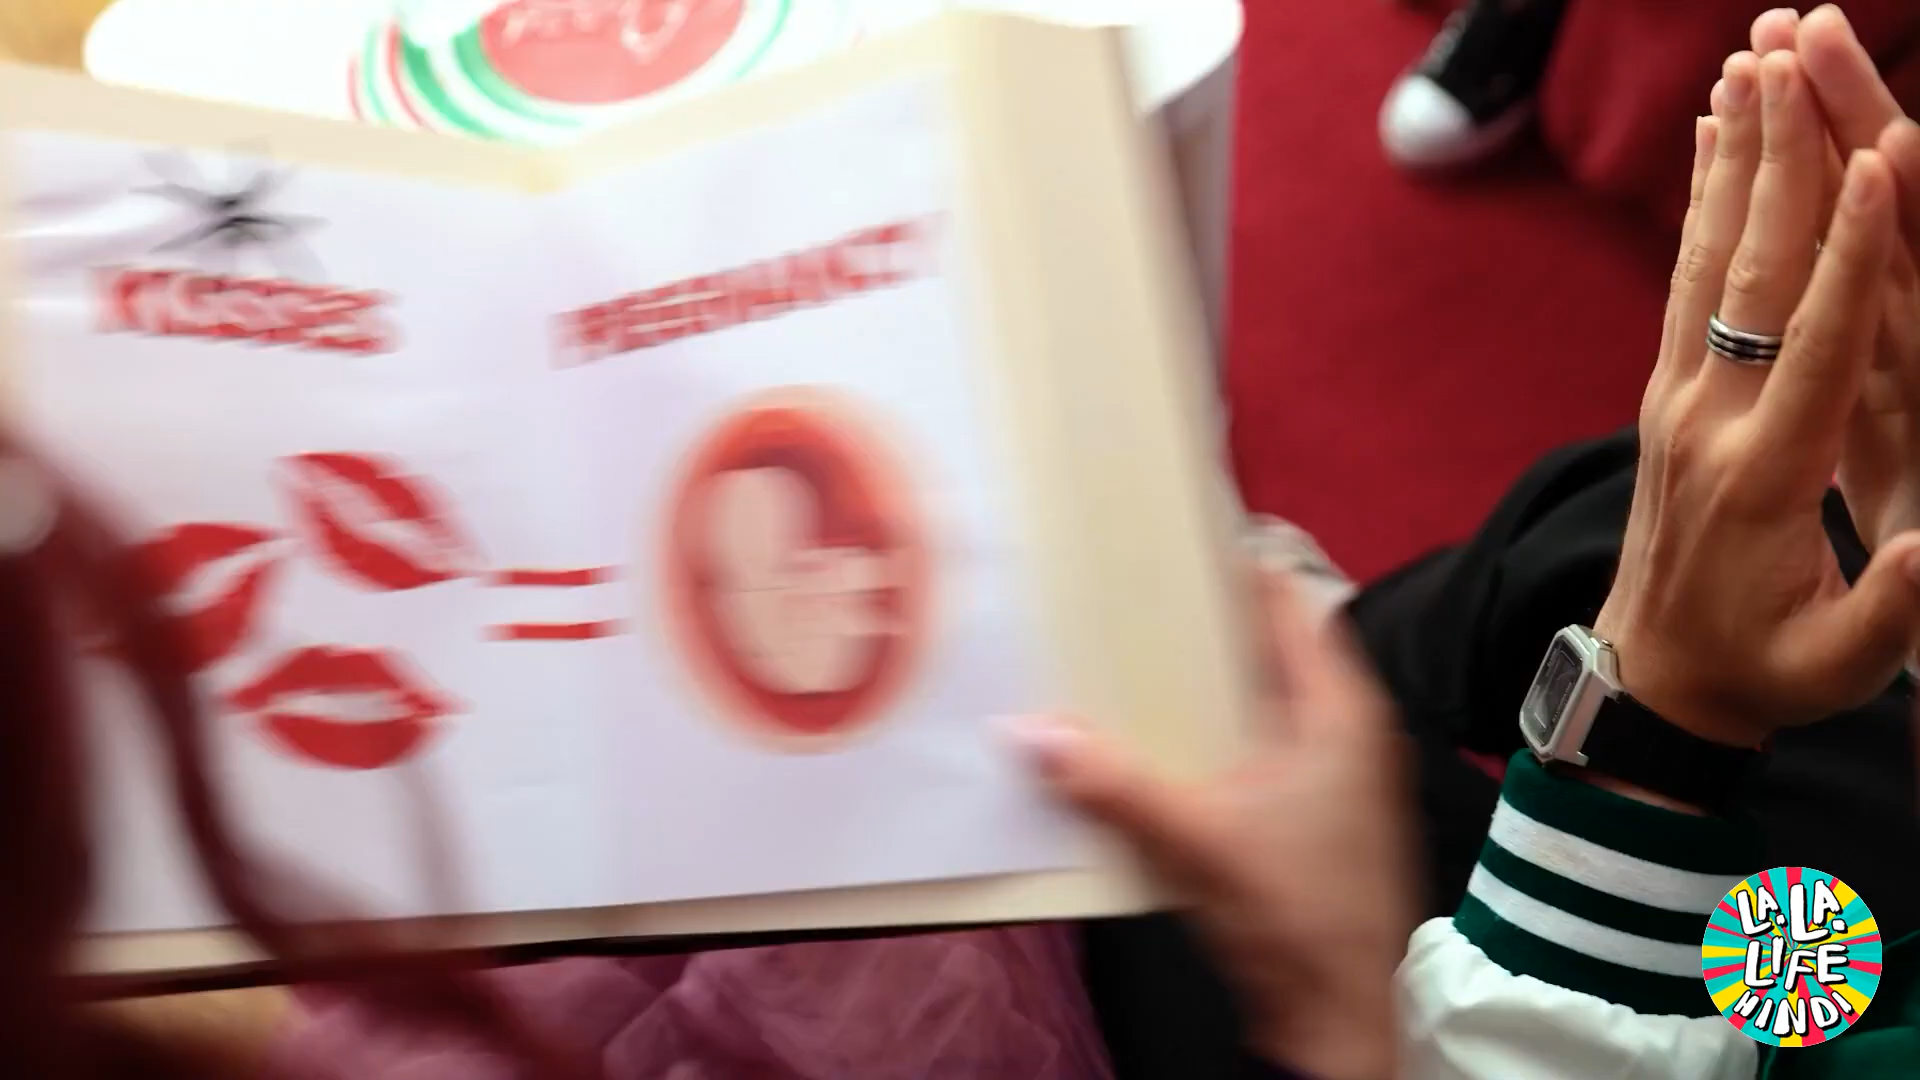 KISSES
PREGNANCY
=
LA.LA.
LIFE
HINDI